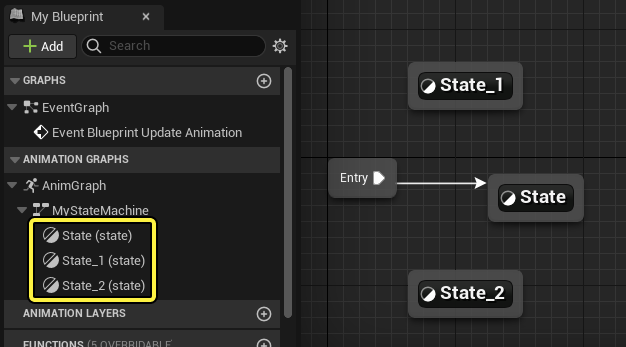 My Blueprint
Add
Search
GRAPHS
EventGraph
Event Blueprint Update Animation
ANIMATION GRAPHS
AnimGraph
MyStateMachine
State (state)
State_1 (state)
State_2 (state)
ANIMATION LAYERS
FUNCTIONS (5 OVERRIDABLE)
State_1
Entry
State
State_2